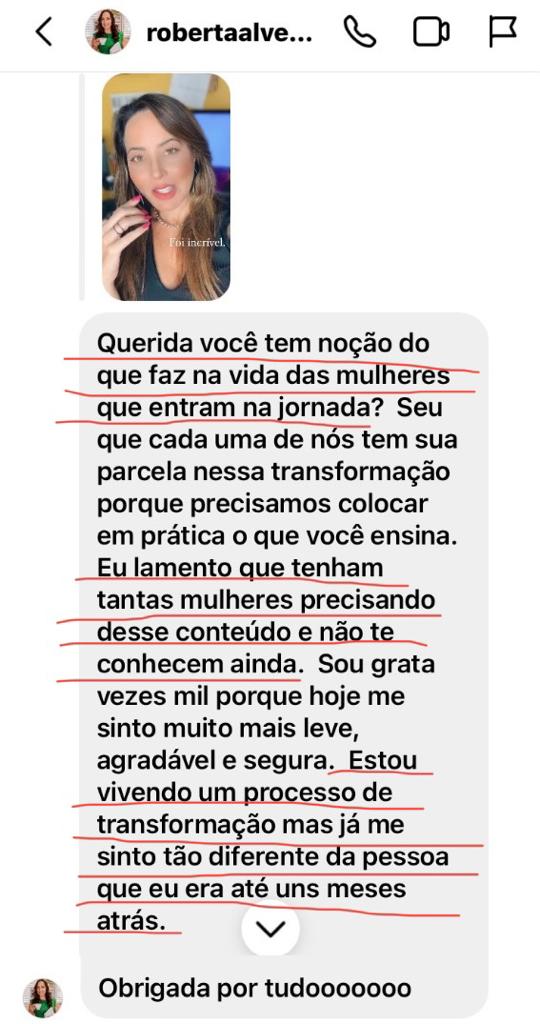 robertaalve...
Foi incrível.
Querida você tem noção do
que faz na vida das mulheres
que entram na jornada?  Seu
que cada uma de nós tem sua
parcela nessa transformação
porque precisamos colocar
em prática o que você ensina.
Eu lamento que tenham
tantas mulheres precisando
desse conteúdo e não te
conhecem ainda.  Sou grata
vezes mil porque hoje me
sinto muito mais leve,
agradável e segura.  Estou
vivendo um processo de
transformação mas já me
sinto tão diferente da pessoa
que eu era até uns meses
atrás.
Obrigada por tudooooooo